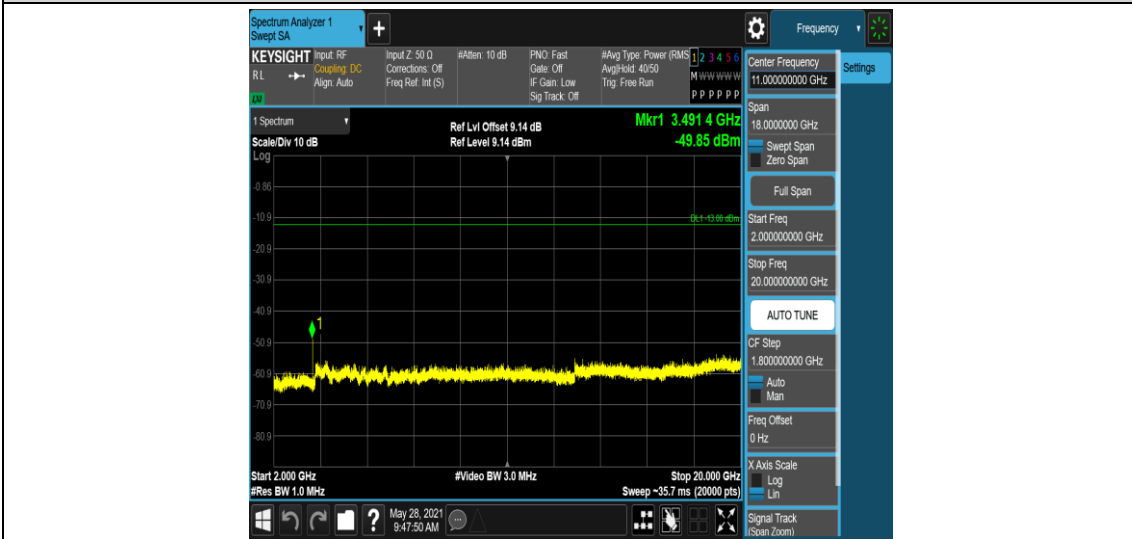 Spectrum Analyzer 1
Swept SA
+
Frequency
KEYSIGHT
Input: RF
Input Z: 50 Ω
#Atten: 10 dB
PNO: Fast
#Avg Type: Power (RMS
1 2 3 4 5 6
RL
Coupling: DC
Corrections: Off
Gate: Off
Avg|Hold: 40/50
M W W W W W
Align: Auto
Freq Ref: Int (S)
IF Gain: Low
Trig: Free Run
Sig Track: Off
P P P P P P
Center Frequency
11.000000000 GHz
Settings
Span
18.0000000 GHz
Swept Span
Zero Span
Full Span
Start Freq
2.000000000 GHz
Stop Freq
20.000000000 GHz
AUTO TUNE
CF Step
1.800000000 GHz
Auto
Man
Freq Offset
0 Hz
X Axis Scale
Log
Lin
Signal Track
(Span Zoom)
1 Spectrum
Ref Lvl Offset 9.14 dB
Mkr1 3.491 4 GHz
Scale/Div 10 dB
Ref Level 9.14 dBm
-49.85 dBm
Log
-0.86
-10.9
DL1 -13.00 dBm
-20.9
-30.9
-40.9
1
-50.9
-60.9
-70.9
-80.9
Start 2.000 GHz
#Video BW 3.0 MHz
Stop 20.000 GHz
#Res BW 1.0 MHz
Sweep ~35.7 ms (20000 pts)
?
May 28, 2021
9:47:50 AM